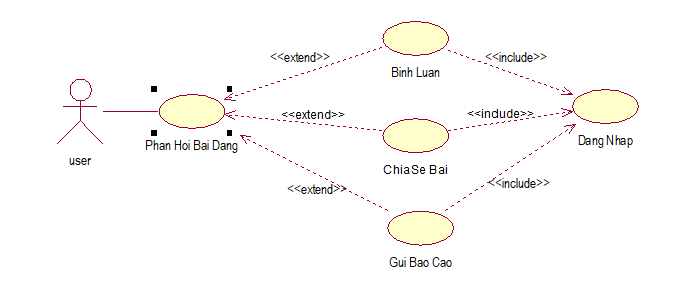 <<extend>>
<<include>>
Binh Luan
user
Phan Hoi Bai Dang
<<extend>>
<<include>>
Dang Nhap
ChiaSe Bai
<<extend>>
<<include>>
Gui Bao Cao